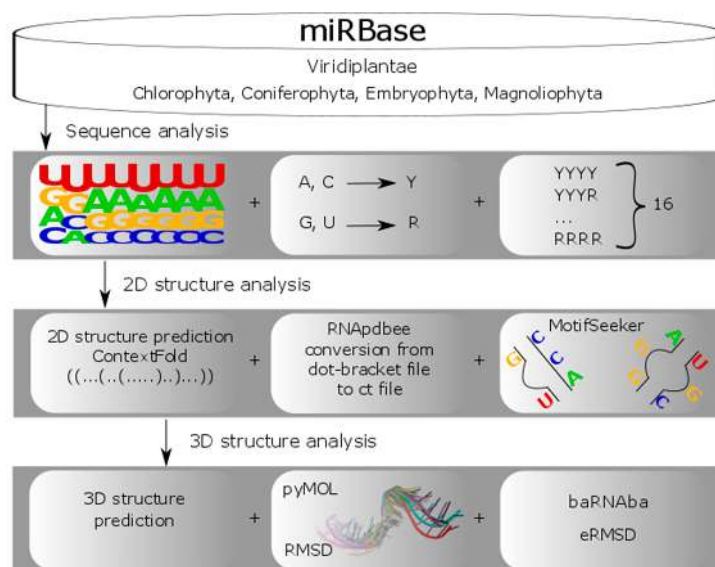 miRBase
Viridiplantae
Chlorophyta, Coniferophyta, Embryophyta, Magnoliophyta
Sequence analysis
U U U U U U U
G U A A A A A A
G G
A C G G G G G G
C A C C C C C C
+
A, C → Y
G, U → R
+
YYYY
YYYR
...
RRRR
16
2D structure analysis
2D structure prediction
ContextFold
((...(..(.....)..)...))
+
RNApdbee
conversion from
dot-bracket file
to ct file
+
MotifSeeker
G C C A U
G A U G C G
3D structure analysis
3D structure
prediction
+
pyMOL
RMSD
+
baRNAba
eRMSD